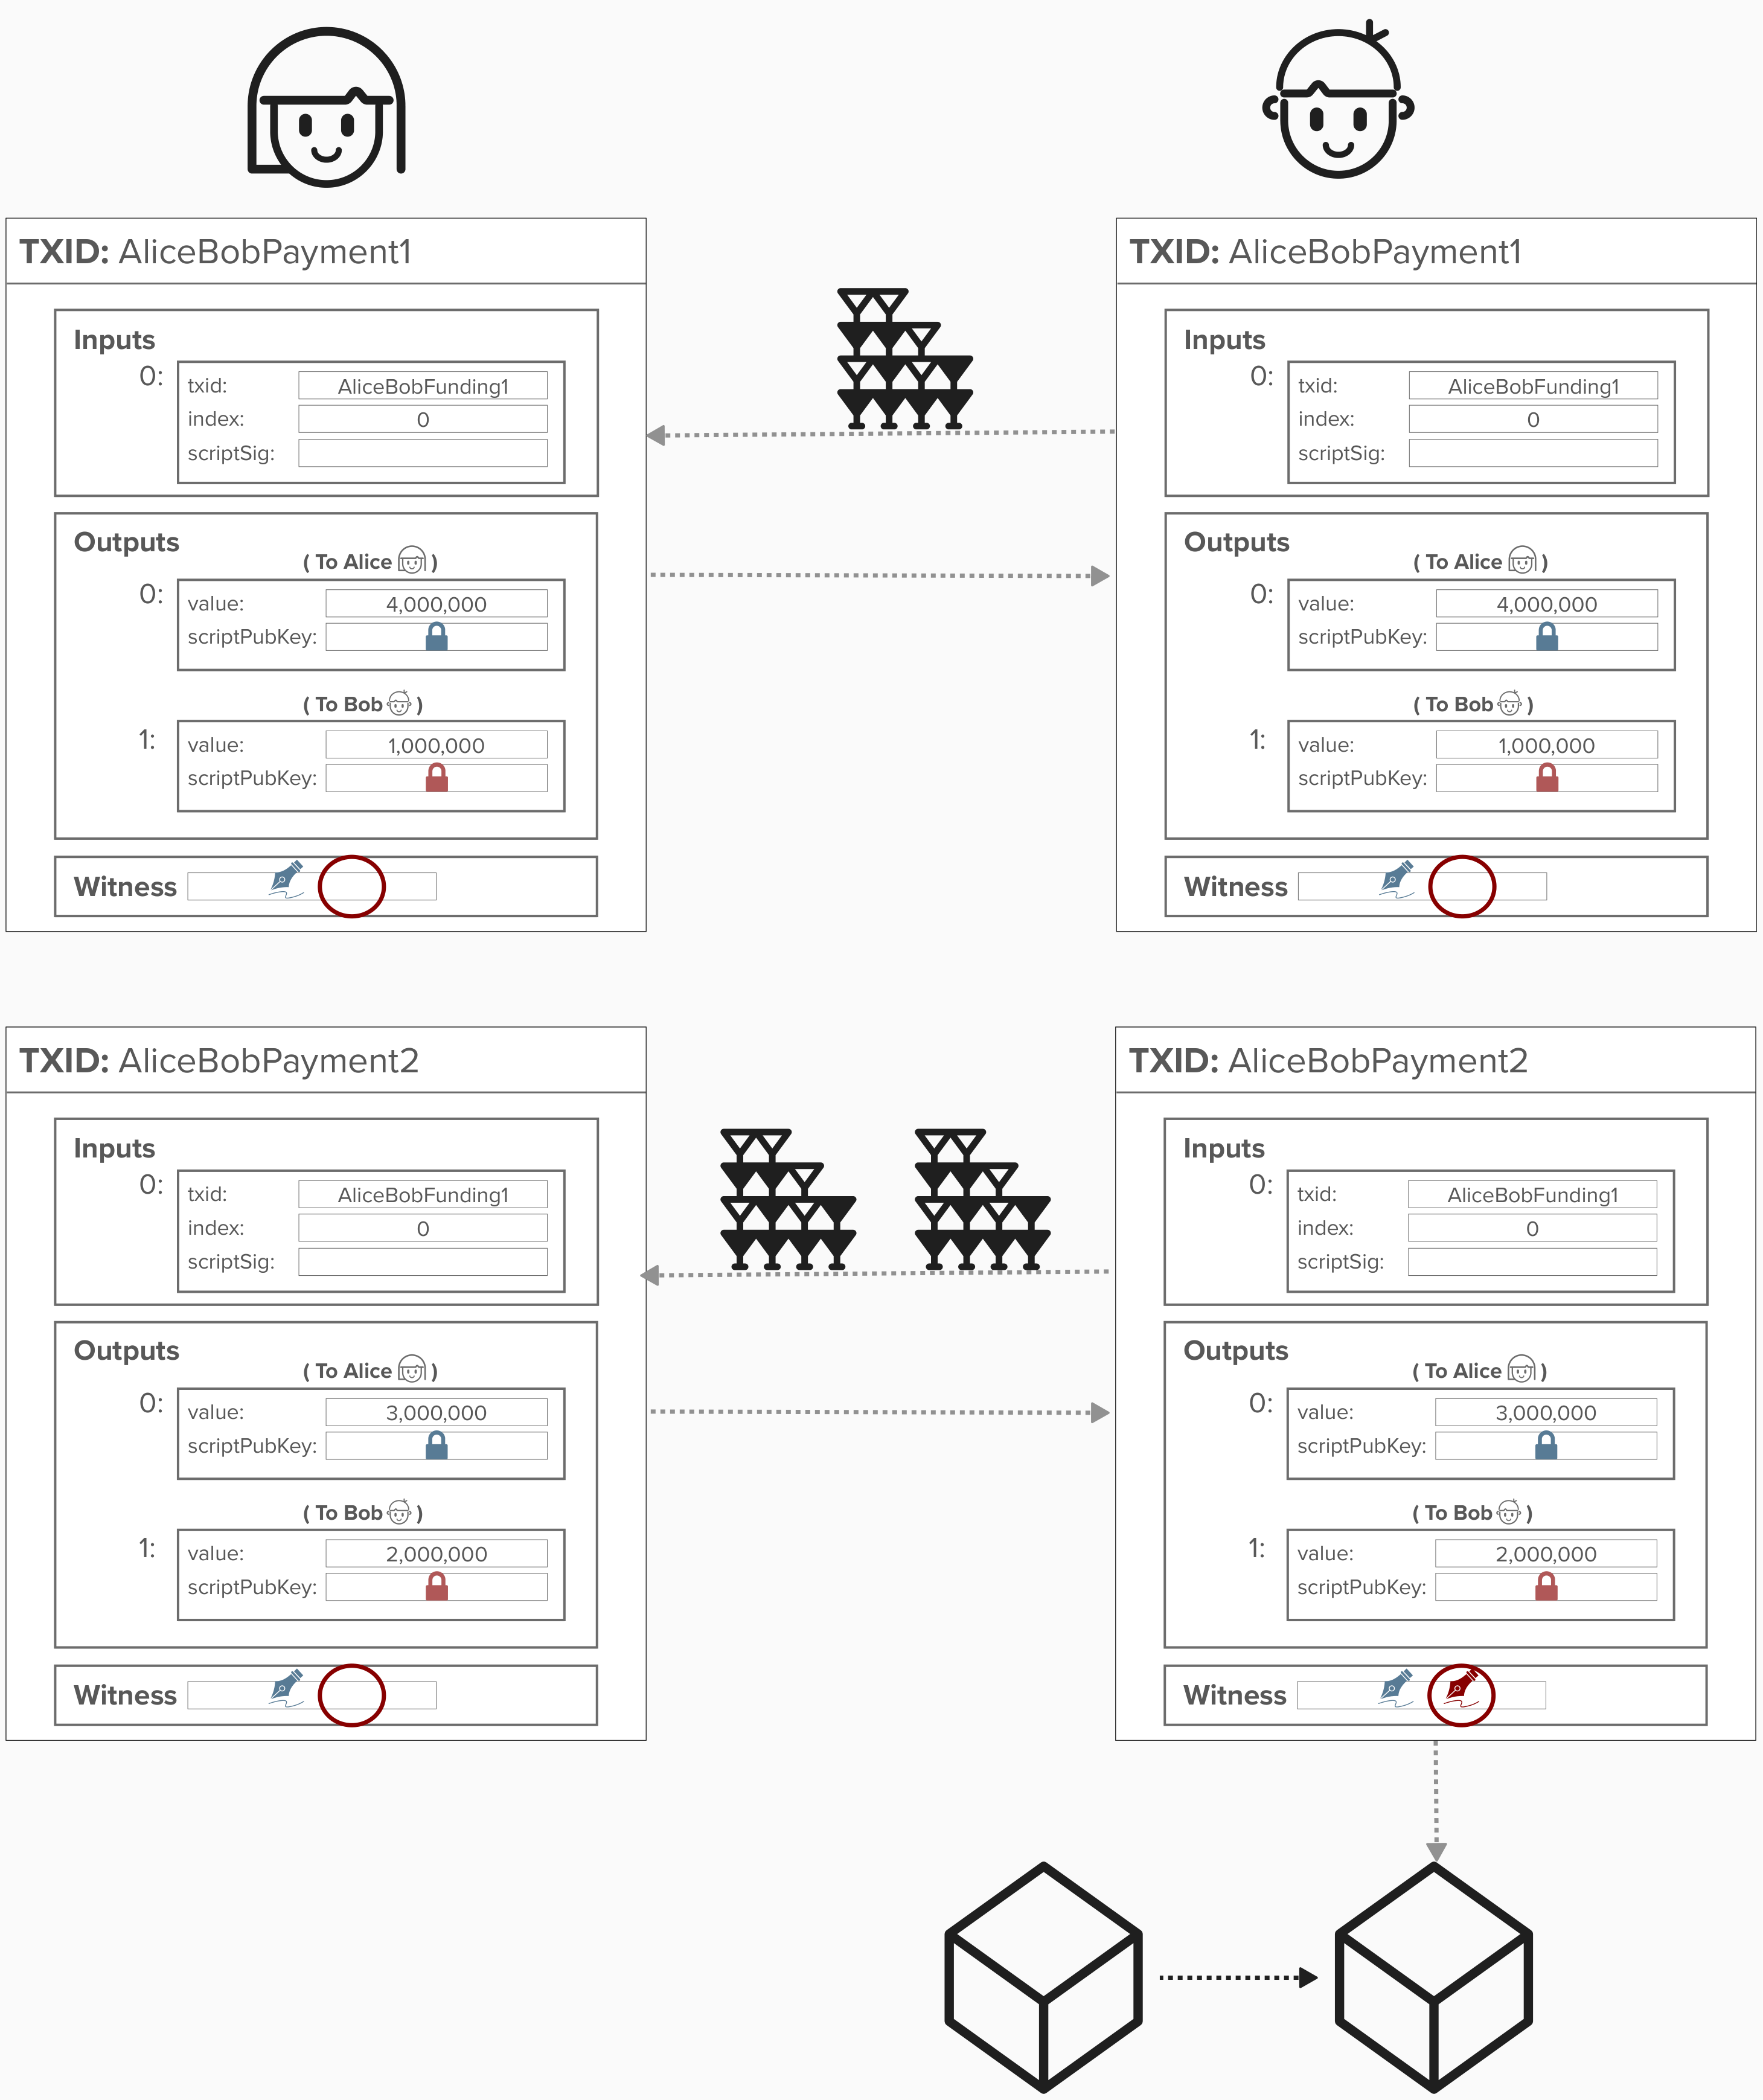 TXID: AliceBobPayment1
Inputs
0:
txid: AliceBobFunding1
index: 0
scriptSig:
Outputs
( To Alice )
0:
value: 4,000,000
scriptPubKey:
( To Bob )
1:
value: 1,000,000
scriptPubKey:
Witness
TXID: AliceBobPayment1
Inputs
0:
txid: AliceBobFunding1
index: 0
scriptSig:
Outputs
( To Alice )
0:
value: 4,000,000
scriptPubKey:
( To Bob )
1:
value: 1,000,000
scriptPubKey:
Witness
TXID: AliceBobPayment2
Inputs
0:
txid: AliceBobFunding1
index: 0
scriptSig:
Outputs
( To Alice )
0:
value: 3,000,000
scriptPubKey:
( To Bob )
1:
value: 2,000,000
scriptPubKey:
Witness
TXID: AliceBobPayment2
Inputs
0:
txid: AliceBobFunding1
index: 0
scriptSig:
Outputs
( To Alice )
0:
value: 3,000,000
scriptPubKey:
( To Bob )
1:
value: 2,000,000
scriptPubKey:
Witness